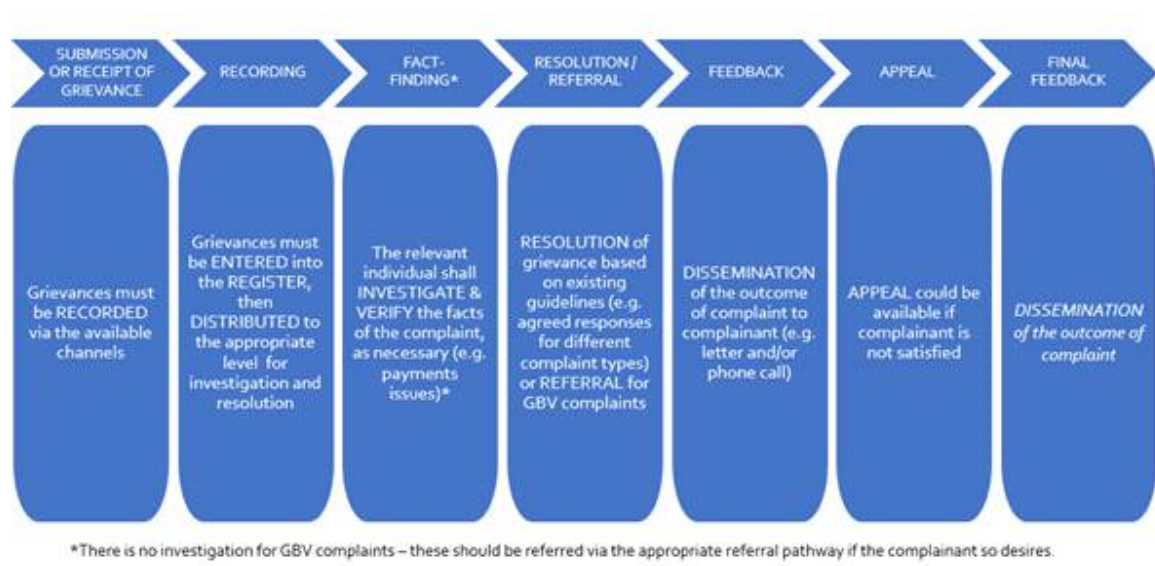 SUBMISSION
OR RECEIPT OF
GRIEVANCE
RECORDING
FACT-
FINDING*
RESOLUTION /
REFERRAL
FEEDBACK
APPEAL
FINAL
FEEDBACK
Grievances must
be RECORDED
via the available
channels
Grievances must
be ENTERED into
the REGISTER,
then
DISTRIBUTED to
the appropriate
level for
investigation and
resolution
The relevant
individual shall
INVESTIGATE &
VERIFY the facts
of the complaint,
as necessary (e.g.
payments
issues)*
RESOLUTION of
grievance based
on existing
guidelines (e.g.
agreed responses
for different
complaint types)
or REFERRAL for
GBV complaints
DISSEMINATION
of the outcome
of complaint to
complainant (e.g.
letter and/or
phone call)
APPEAL could be
available if
complainant is
not satisfied
DISSEMINATION
of the outcome of
complaint
*There is no investigation for GBV complaints – these should be referred via the appropriate referral pathway if the complainant so desires.